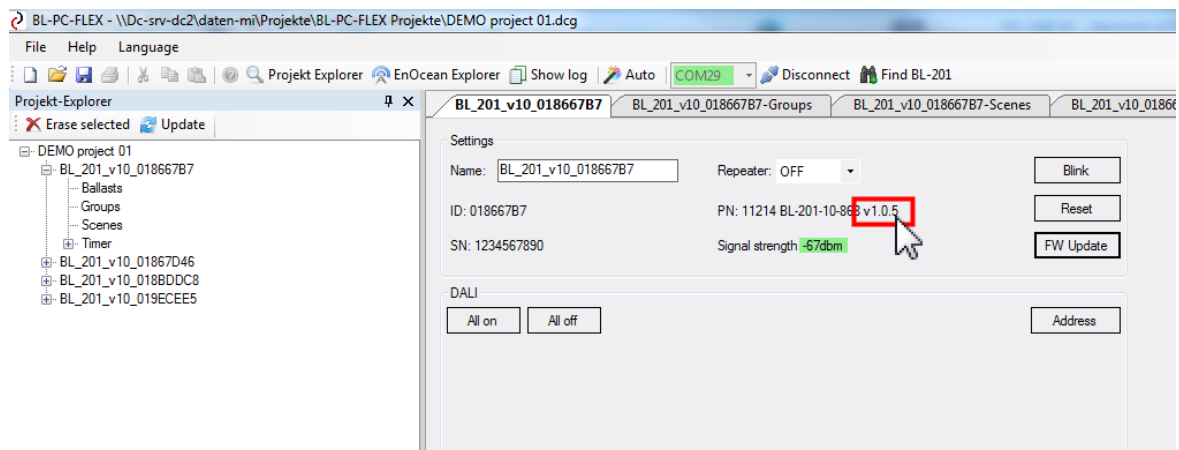 BL-PC-FLEX - \\Dc-srv-dc2\daten-mi\Projekte\BL-PC-FLEX Projekte\DEMO project 01.dcg
File Help Language
Projekt Explorer EnOcean Explorer Show log Auto COM29 Disconnect Find BL-201
Projekt-Explorer
Erase selected Update
DEMO project 01
BL_201_v10_018667B7
Ballasts
Groups
Scenes
Timer
BL_201_v10_01867D46
BL_201_v10_018BDDC8
BL_201_v10_019ECEE5
BL_201_v10_018667B7 BL_201_v10_018667B7-Groups BL_201_v10_018667B7-Scenes BL_201_v10_01866
Settings
Name: BL_201_v10_018667B7 Repeater: OFF Blink
ID: 018667B7 PN: 11214 BL-201-10-868 v1.0.5 Reset
SN: 1234567890 Signal strength -67dbm FW Update
DALI
All on All off Address